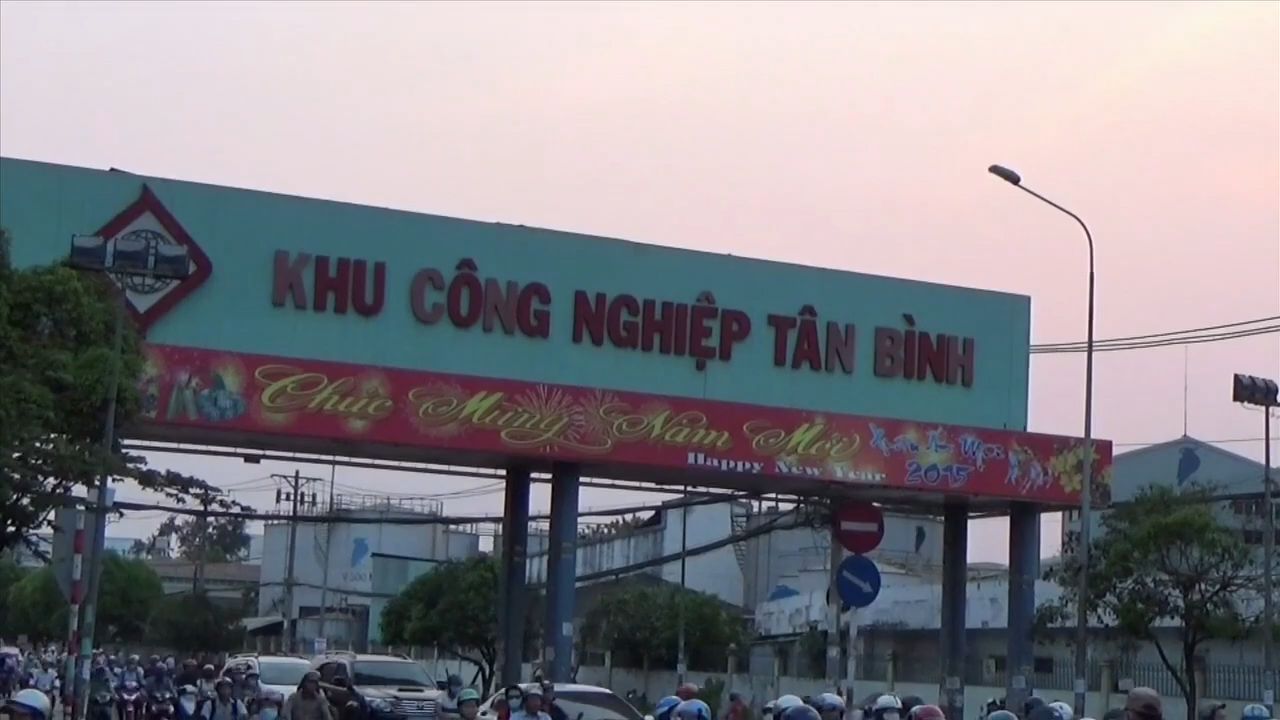 KHU CÔNG NGHIỆP TÂN BÌNH
Chúc Mừng Năm Mới
Happy New Year
2015